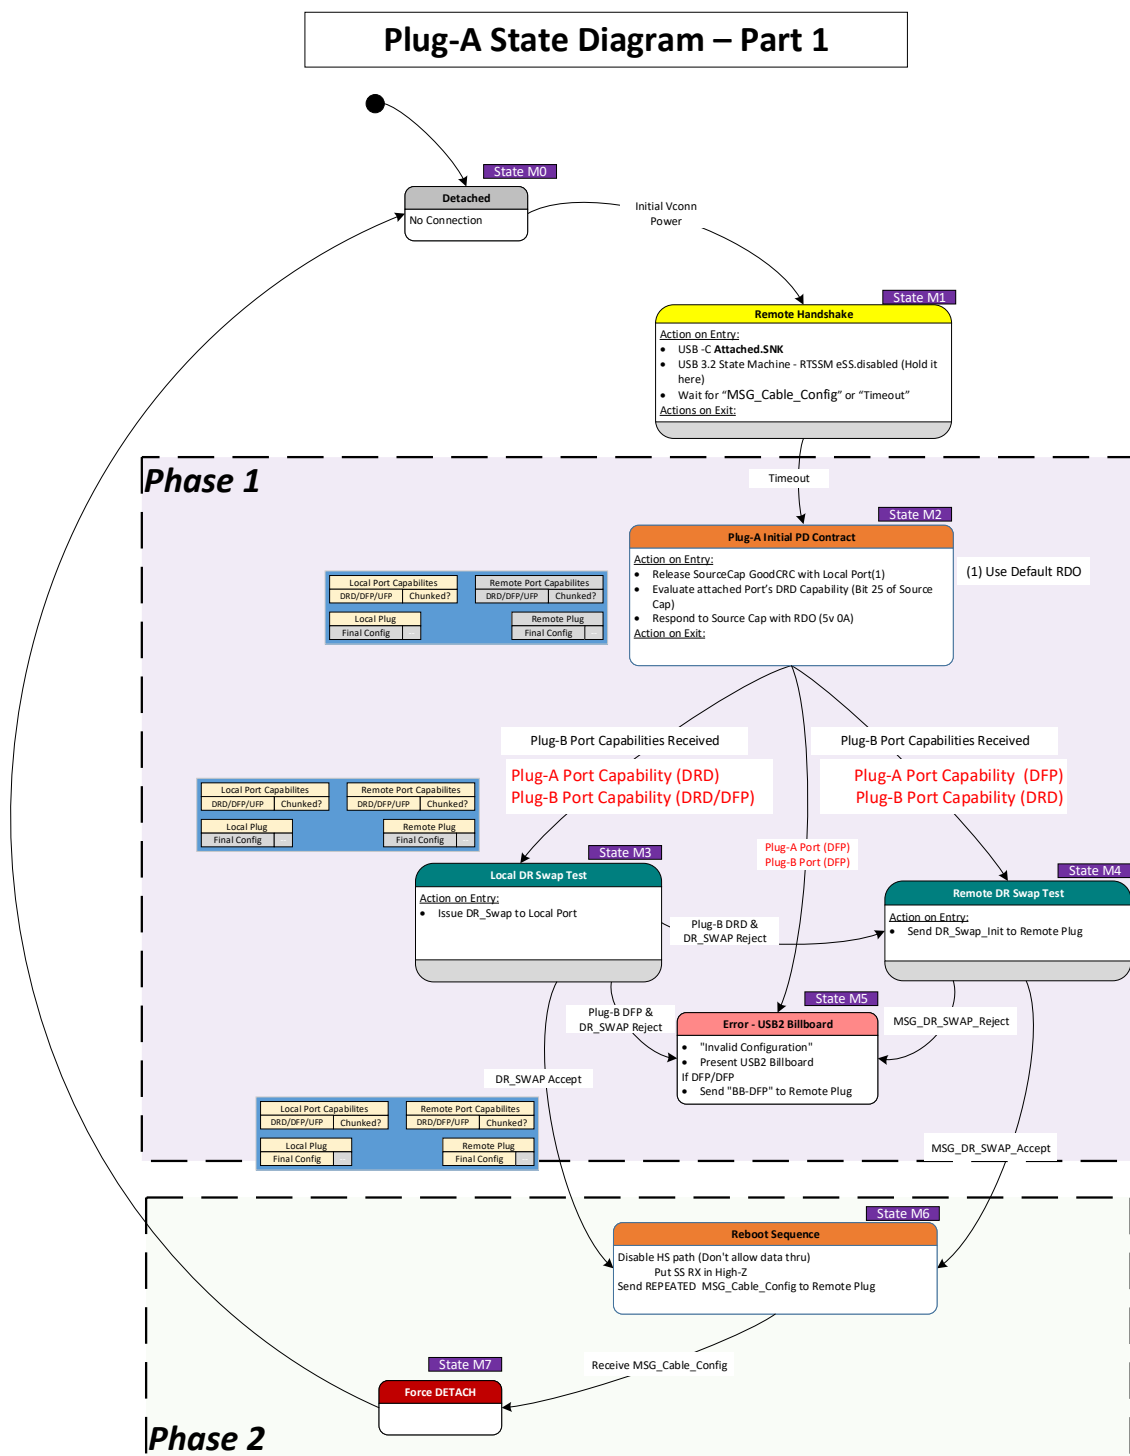 Plug-A State Diagram – Part 1
State M0
Detached
No Connection
Initial Vconn
Power
State M1
Remote Handshake
Action on Entry:
• USB -C Attached.SNK
• USB 3.2 State Machine - RTSSM eSS.disabled (Hold it
here)
• Wait for “MSG_Cable_Config” or “Timeout”
Actions on Exit:
Phase 1
Timeout
State M2
Plug-A Initial PD Contract
Action on Entry:
• Release SourceCap GoodCRC with Local Port(1)
• Evaluate attached Port's DRD Capability (Bit 25 of Source
Cap)
• Respond to Source Cap with RDO (5v 0A)
Action on Exit:
(1) Use Default RDO
Local Port Capabilites
DRD/DFP/UFP Chunked?
Remote Port Capabilites
DRD/DFP/UFP Chunked?
Local Plug
Final Config ...
Remote Plug
Final Config ...
Plug-B Port Capabilities Received
Plug-A Port Capability (DRD)
Plug-B Port Capability (DRD/DFP)
Plug-B Port Capabilities Received
Plug-A Port Capability (DFP)
Plug-B Port Capability (DRD)
Local Port Capabilites
DRD/DFP/UFP Chunked?
Remote Port Capabilites
DRD/DFP/UFP Chunked?
Local Plug
Final Config ...
Remote Plug
Final Config ...
Plug-A Port (DFP)
Plug-B Port (DFP)
State M3
Local DR Swap Test
Action on Entry:
• Issue DR_Swap to Local Port
State M4
Remote DR Swap Test
Action on Entry:
• Send DR_Swap_Init to Remote Plug
Plug-B DRD &
DR_SWAP Reject
Plug-B DFP &
DR_SWAP Reject
State M5
Error - USB2 Billboard
• "Invalid Configuration"
• Present USB2 Billboard
If DFP/DFP
• Send "BB-DFP" to Remote Plug
MSG_DR_SWAP_Reject
DR_SWAP Accept
Local Port Capabilites
DRD/DFP/UFP Chunked?
Remote Port Capabilites
DRD/DFP/UFP Chunked?
Local Plug
Final Config ...
Remote Plug
Final Config ...
MSG_DR_SWAP_Accept
State M6
Reboot Sequence
Disable HS path (Don't allow data thru)
Put SS RX in High-Z
Send REPEATED MSG_Cable_Config to Remote Plug
Receive MSG_Cable_Config
State M7
Force DETACH
Phase 2